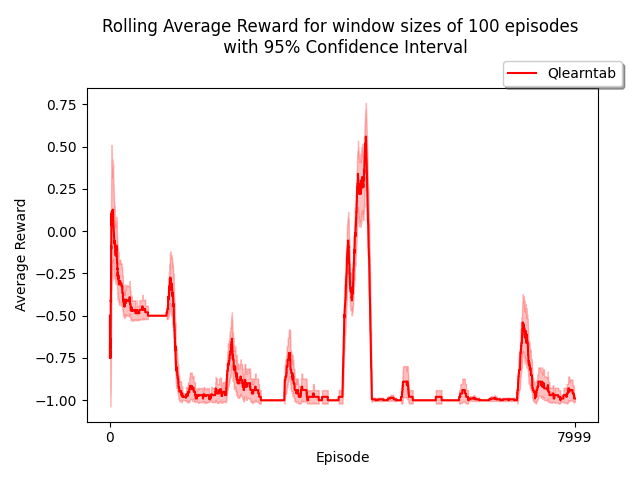 Rolling Average Reward for window sizes of 100 episodes
with 95% Confidence Interval
Qlearntab
0.75
0.50
0.25
0.00
−0.25
−0.50
−0.75
−1.00
Average Reward
0
7999
Episode